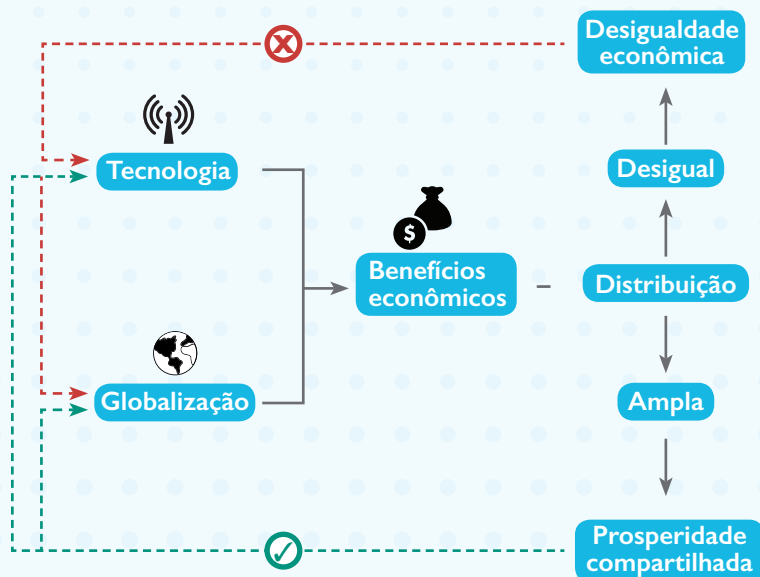 Desigualdade
econômica
Tecnologia
Desigual
$
Benefícios
econômicos
Distribuição
Globalização
Ampla
Prosperidade
compartilhada